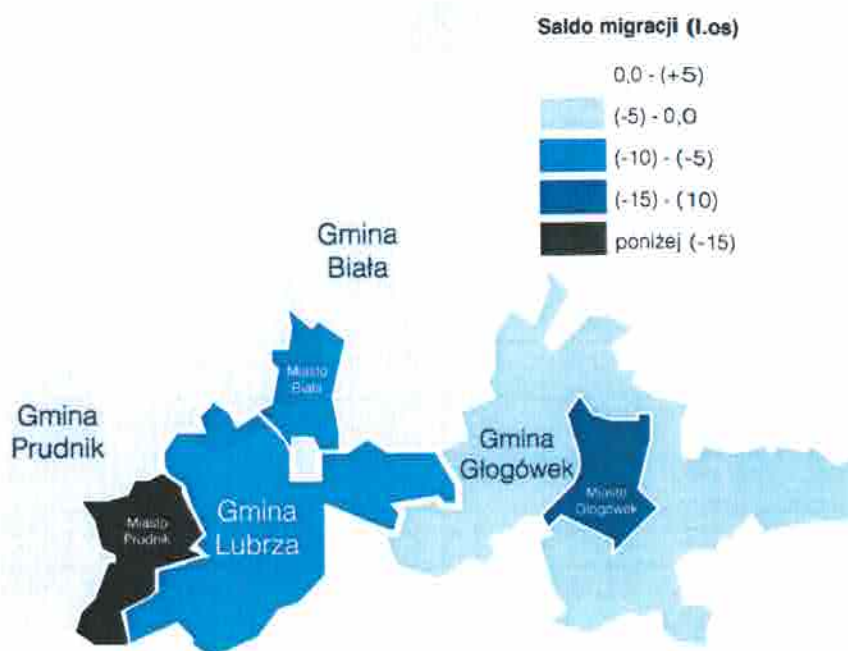 Saldo migracji (l.os)
0,0 - (+5)
(-5) - 0,0
(-10) - (-5)
(-15) - (10)
poniżej (-15)
Gmina
Biała
Miasto
Biała
Gmina
Prudnik
Gmina
Głogówek
Miasto
Głogówek
Miasto
Prudnik
Gmina
Lubrza